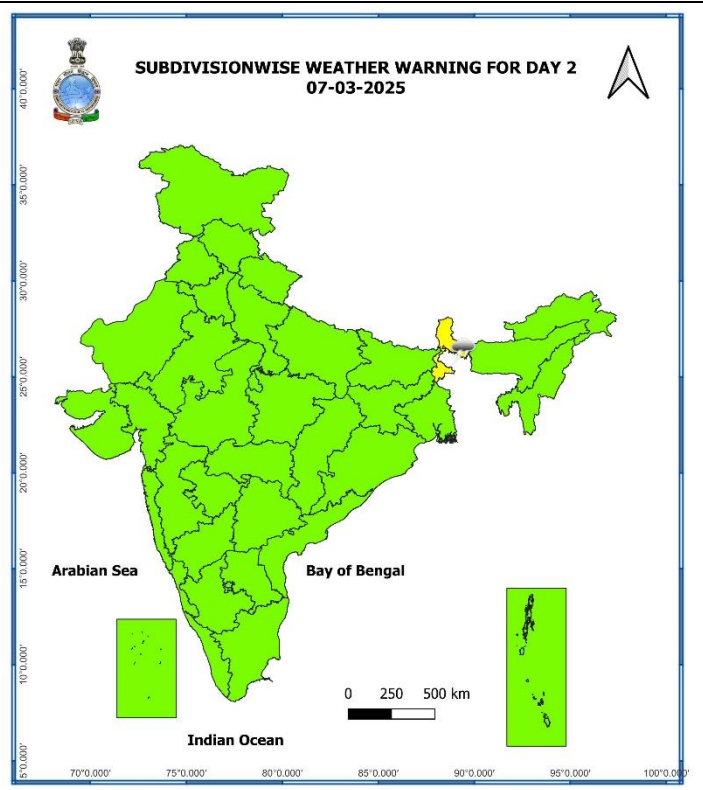 SUBDIVISIONWISE WEATHER WARNING FOR DAY 2
07-03-2025
40°0.000'
35°0.000'
30°0.000'
25°0.000'
20°0.000'
15°0.000'
10°0.000'
5°0.000'
Arabian Sea
Bay of Bengal
0 250 500 km
Indian Ocean
70°0.000' 75°0.000' 80°0.000' 85°0.000' 90°0.000' 95°0.000' 100°0.000'